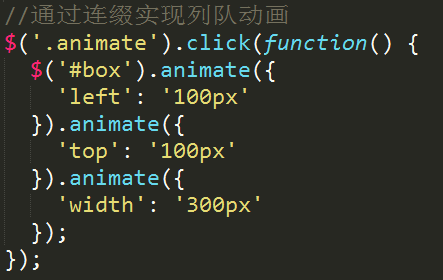 //通过连缀实现列队动画
$('.animate').click(function() {
  $('#box').animate({
    'left': '100px'
  }).animate({
    'top': '100px'
  }).animate({
    'width': '300px'
  });
});